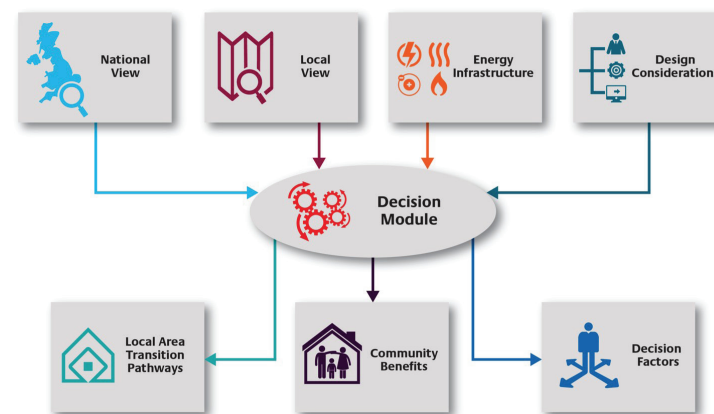 National
View
Local
View
Energy
Infrastructure
Design
Consideration
Decision
Module
Local Area
Transition
Pathways
Community
Benefits
Decision
Factors